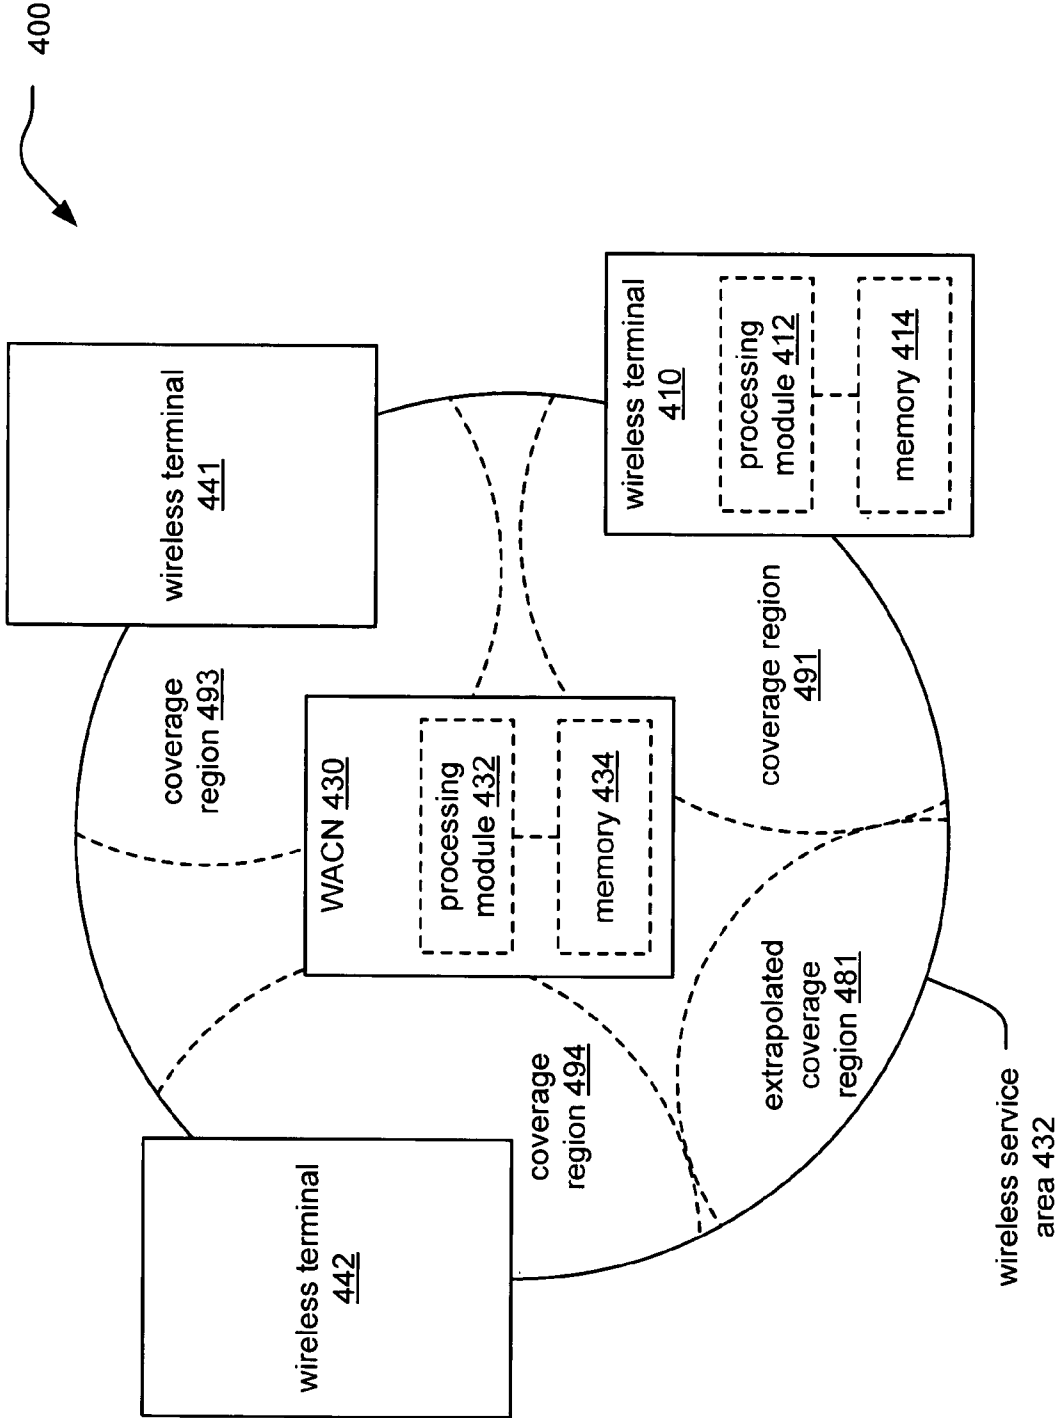 400
wireless terminal
441
wireless terminal
442
coverage
region 493
WACN 430
processing
module 432
memory 434
coverage
region 494
wireless terminal
410
processing
module 412
memory 414
coverage region
491
extrapolated
coverage
region 481
wireless service
area 432